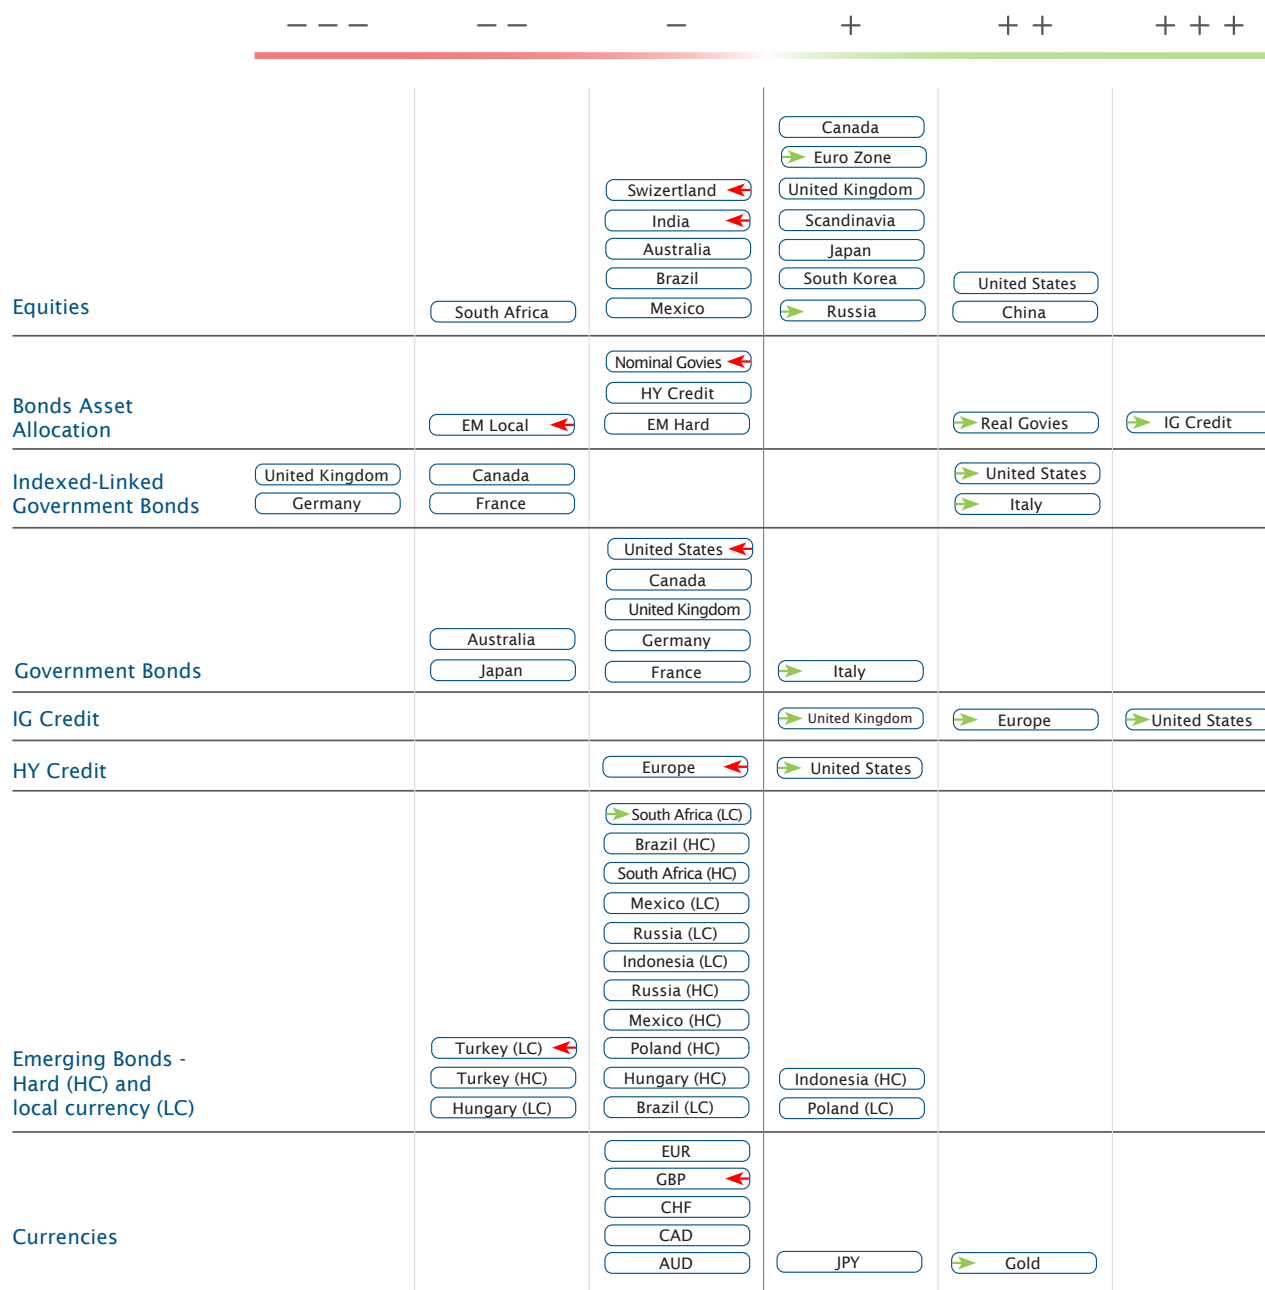 — — —
— —
—
+
+ +
+ + +
Equities
South Africa
Swizertland
India
Australia
Brazil
Mexico
Canada
Euro Zone
United Kingdom
Scandinavia
Japan
South Korea
Russia
United States
China
Bonds Asset
Allocation
EM Local
Nominal Govies
HY Credit
EM Hard
Real Govies
IG Credit
Indexed-Linked
Government Bonds
United Kingdom
Germany
Canada
France
United States
Italy
Government Bonds
Australia
Japan
United States
Canada
United Kingdom
Germany
France
Italy
IG Credit
United Kingdom
Europe
United States
HY Credit
Europe
United States
Emerging Bonds -
Hard (HC) and
local currency (LC)
Turkey (LC)
Turkey (HC)
Hungary (LC)
South Africa (LC)
Brazil (HC)
South Africa (HC)
Mexico (LC)
Russia (LC)
Indonesia (LC)
Russia (HC)
Mexico (HC)
Poland (HC)
Hungary (HC)
Brazil (LC)
Indonesia (HC)
Poland (LC)
Currencies
EUR
GBP
CHF
CAD
AUD
JPY
Gold